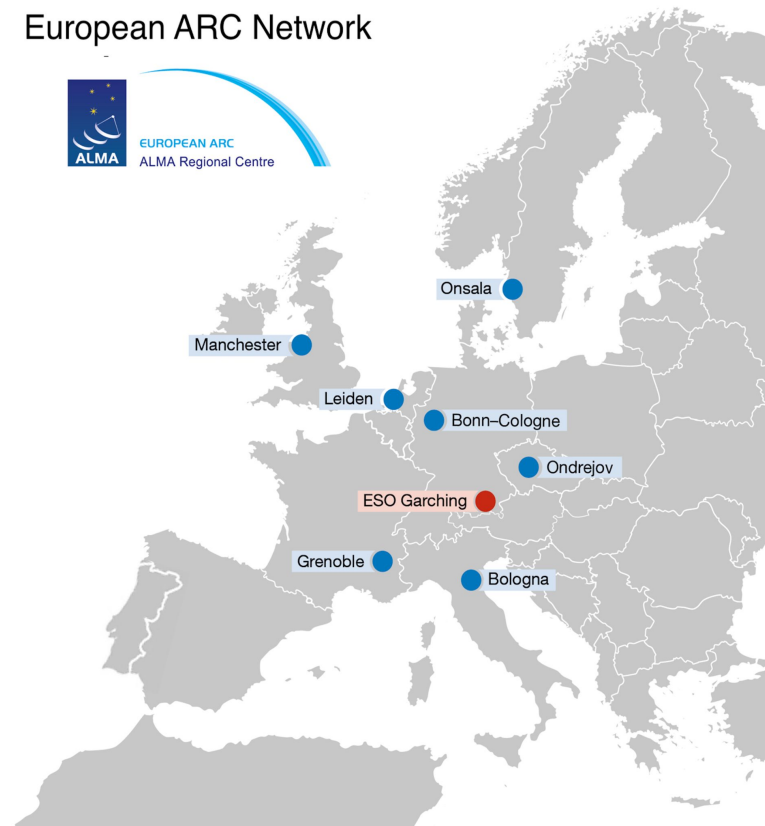 European ARC Network
ALMA
EUROPEAN ARC
ALMA Regional Centre
Onsala
Manchester
Leiden
Bonn–Cologne
Ondrejov
ESO Garching
Grenoble
Bologna